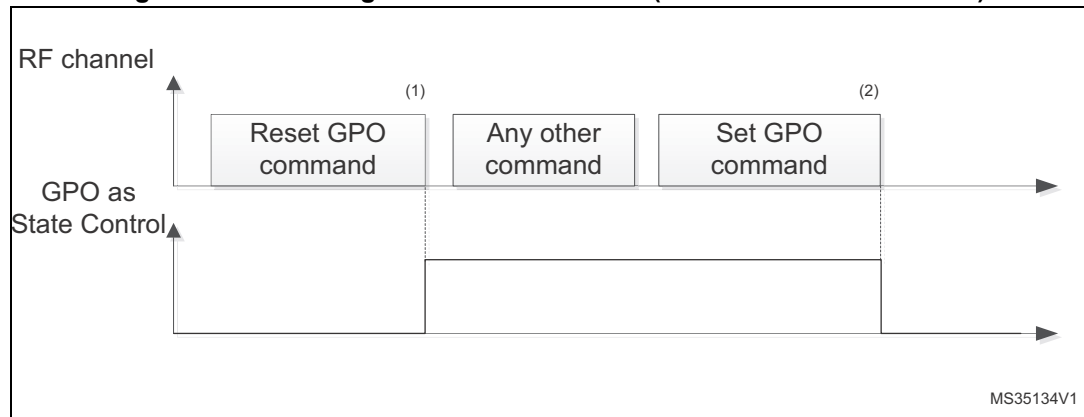 RF channel
(1)
(2)
Reset GPO
command
Any other
command
Set GPO
command
GPO as
State Control
MS35134V1